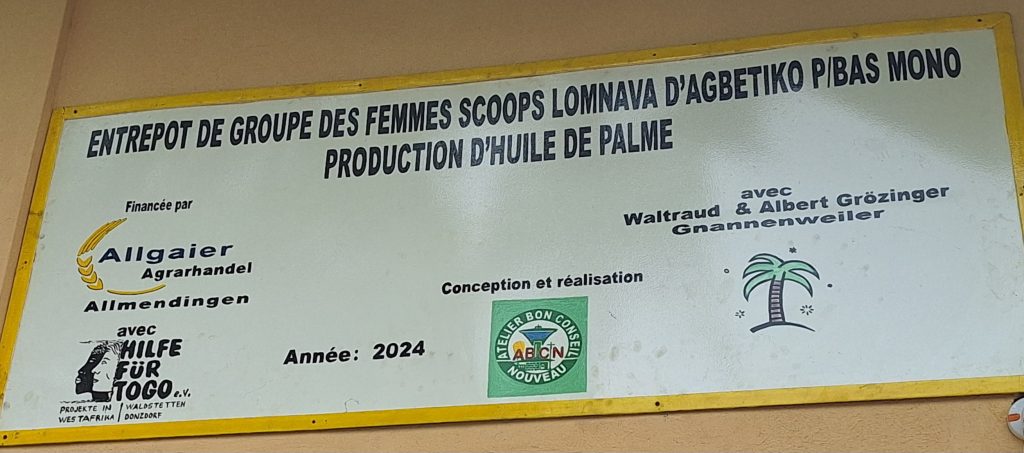 ENTREPOT DE GROUPE DES FEMMES SCOOPS LOMNAVA D'AGBETIKO P/BAS MONO
PRODUCTION D'HUILE DE PALME
Financée par
Allgaier
Agrarhandel
Allmendingen
avec
HILFE
FÜR
TOGO e.V.
PROJEKTE IN
WESTAFRIKA
WALDSTETTEN
DONZDORF
Année: 2024
Conception et réalisation
ATELIER BON CONSEIL
ABCN
NOUVEAU
avec
Waltraud & Albert Grözinger
Gnannenweiler